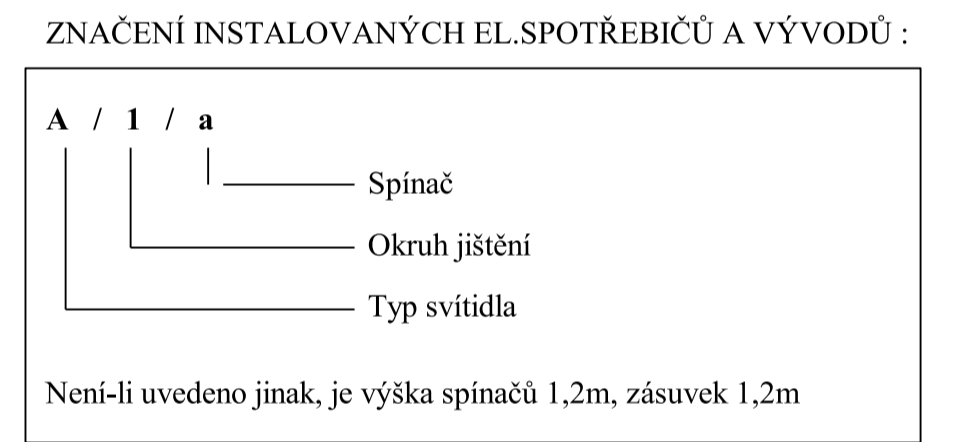 ZNAČENÍ INSTALOVANÝCH EL.SPOTŘEBIČŮ A VÝVODŮ :
A / 1 / a
Spínač
Okruh jištění
Typ svítidla
Není-li uvedeno jinak, je výška spínačů 1,2m, zásuvek 1,2m